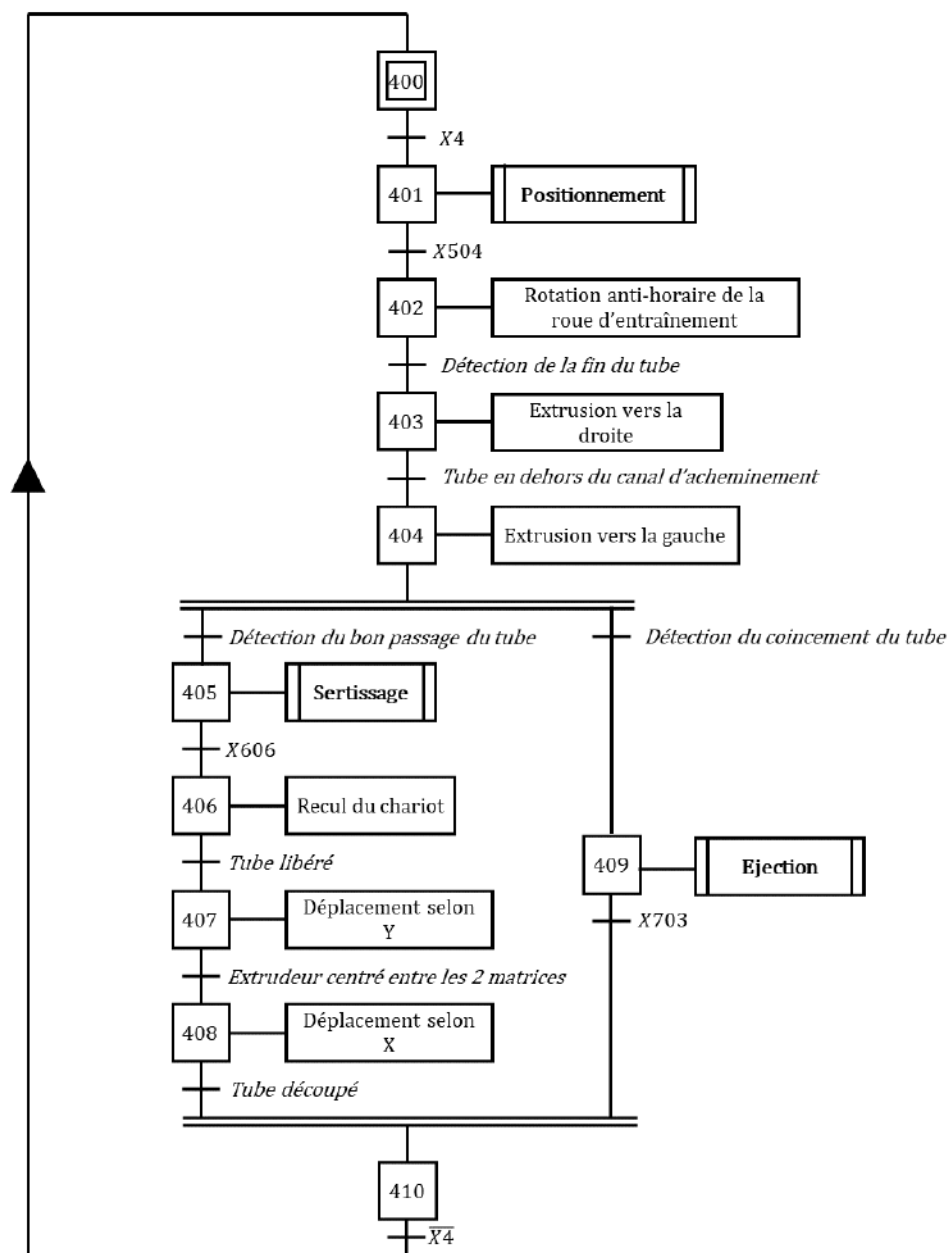 400
X4
401
Positionnement
X504
402
Rotation anti-horaire de la
roue d'entraînement
Détection de la fin du tube
403
Extrusion vers la
droite
Tube en dehors du canal d'acheminement
404
Extrusion vers la gauche
Détection du bon passage du tube
Détection du coincement du tube
405
Sertissage
X606
406
Recul du chariot
Tube libéré
409
Ejection
407
Déplacement selon
Y
X703
Extrudeur centré entre les 2 matrices
408
Déplacement selon
X
Tube découpé
410
X̅4̅